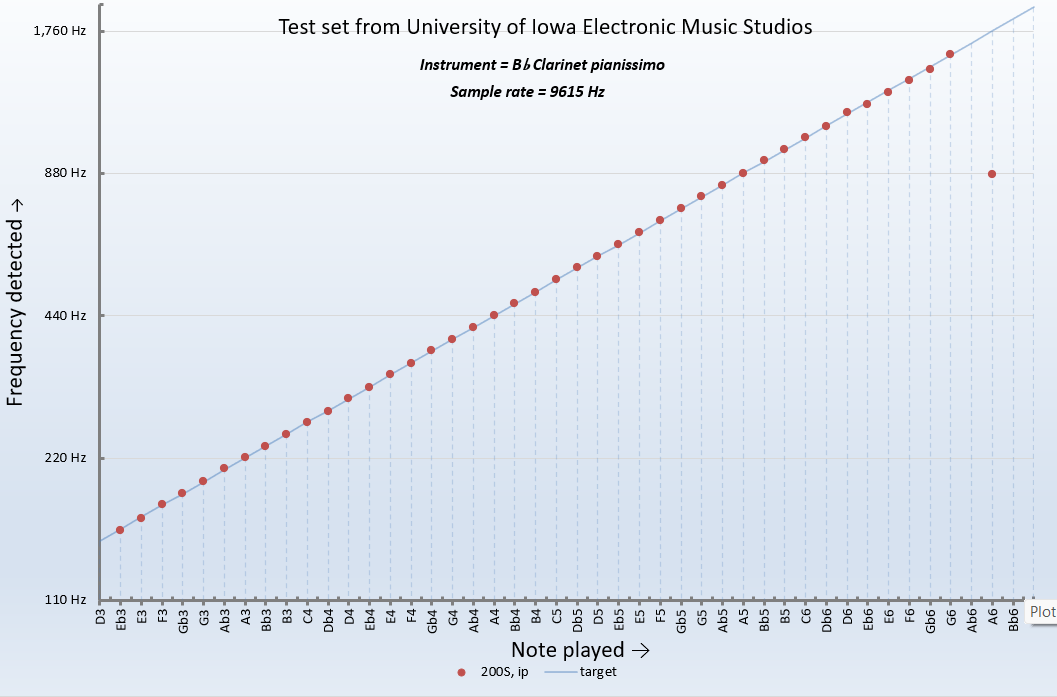 Test set from University of Iowa Electronic Music Studios
Instrument = B♭ Clarinet pianissimo
Sample rate = 9615 Hz
Frequency detected →
1,760 Hz
880 Hz
440 Hz
220 Hz
110 Hz
D3 Eb3 E3 F3 Gb3 G3 Ab3 A3 Bb3 B3 C4 Db4 D4 Eb4 E4 F4 Gb4 G4 Ab4 A4 Bb4 B4 C5 Db5 D5 Eb5 E5 F5 Gb5 G5 Ab5 A5 Bb5 B5 C6 Db6 D6 Eb6 E6 F6 Gb6 G6 Ab6 A6 Bb6
Plot
Note played →
200S, ip target